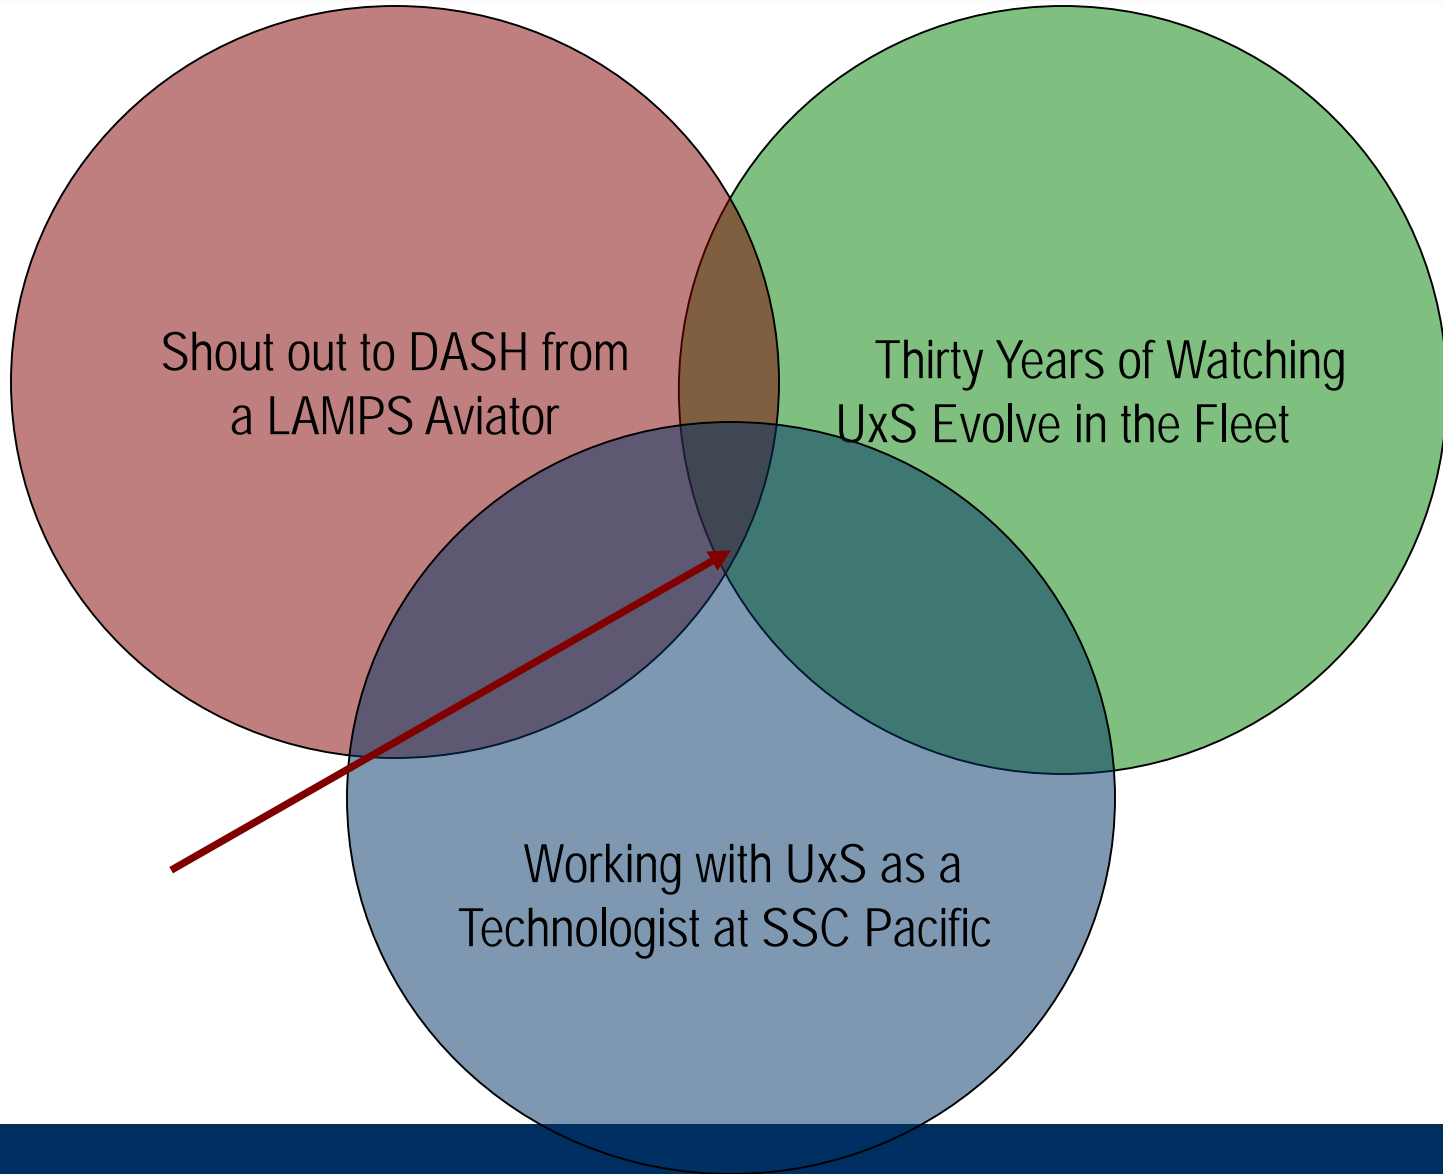 Shout out to DASH from
a LAMPS Aviator
Thirty Years of Watching
UxS Evolve in the Fleet
Working with UxS as a
Technologist at SSC Pacific